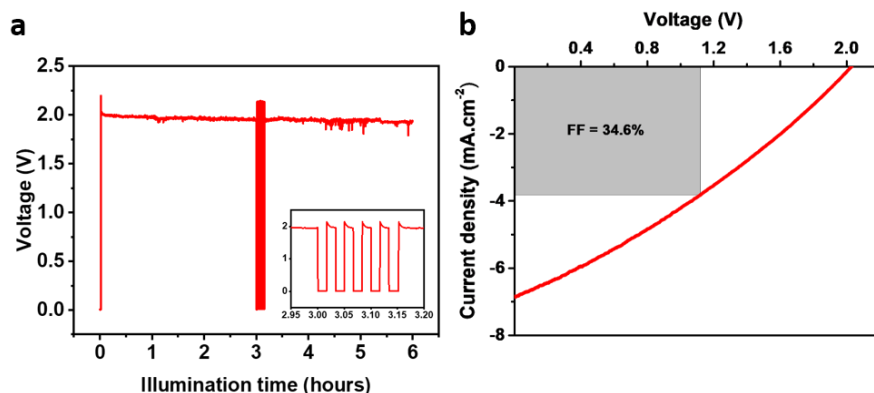 a
2.5
2.0
1.5
1.0
0.5
0.0
Voltage (V)
0 1 2 3 4 5 6
Illumination time (hours)
2
1
0
2.95 3.00 3.05 3.10 3.15 3.20
b
Voltage (V)
0.4 0.8 1.2 1.6 2.0
0
-2
-4
-6
-8
Current density (mA.cm-2)
FF = 34.6%